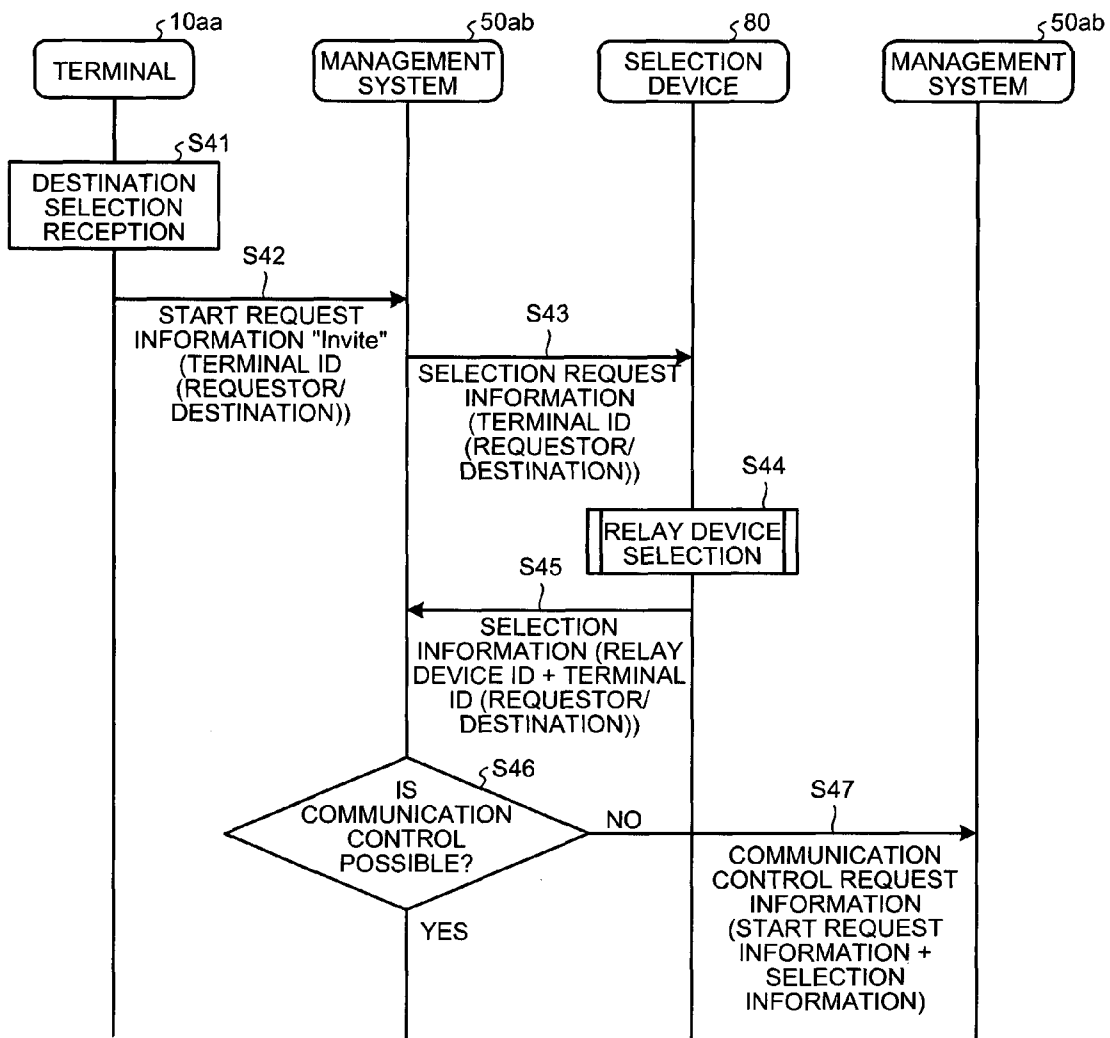 10aa
50ab
80
50ab
TERMINAL
MANAGEMENT
SYSTEM
SELECTION
DEVICE
MANAGEMENT
SYSTEM
S41
DESTINATION
SELECTION
RECEPTION
S42
START REQUEST
INFORMATION "Invite"
(TERMINAL ID
(REQUESTOR/
DESTINATION))
S43
SELECTION REQUEST
INFORMATION
(TERMINAL ID
(REQUESTOR/
DESTINATION))
S44
RELAY DEVICE
SELECTION
S45
SELECTION
INFORMATION (RELAY
DEVICE ID + TERMINAL
ID (REQUESTOR/
DESTINATION))
S46
IS
COMMUNICATION
CONTROL
POSSIBLE?
NO
YES
S47
COMMUNICATION
CONTROL REQUEST
INFORMATION
(START REQUEST
INFORMATION +
SELECTION
INFORMATION)